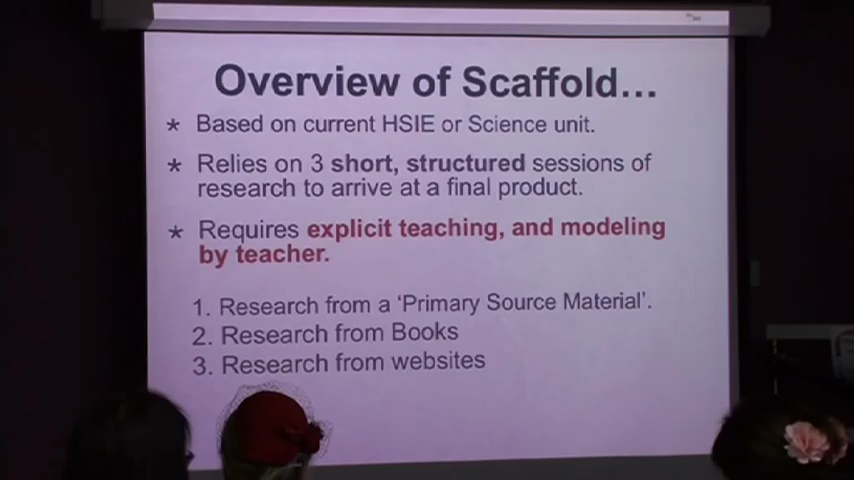 Overview of Scaffold...
* Based on current HSIE or Science unit.
* Relies on 3 short, structured sessions of
research to arrive at a final product.
* Requires explicit teaching, and modeling
by teacher.
1. Research from a ‘Primary Source Material’.
2. Research from Books
3. Research from websites